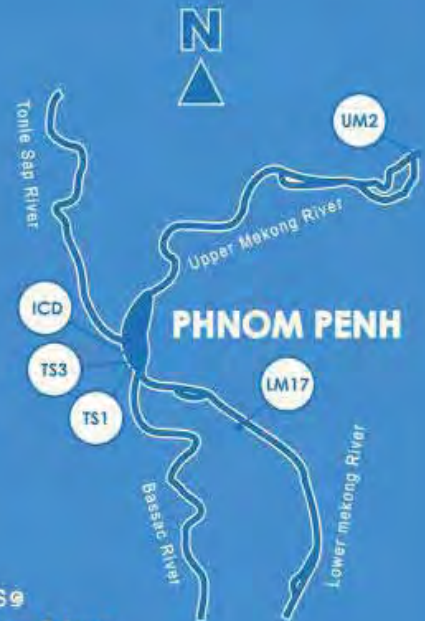 N
UM2
Tonle Sap River
Upper Mekong River
ICD
PHNOM PENH
TS3
LM17
TS1
Lower mekong River
Bassac River